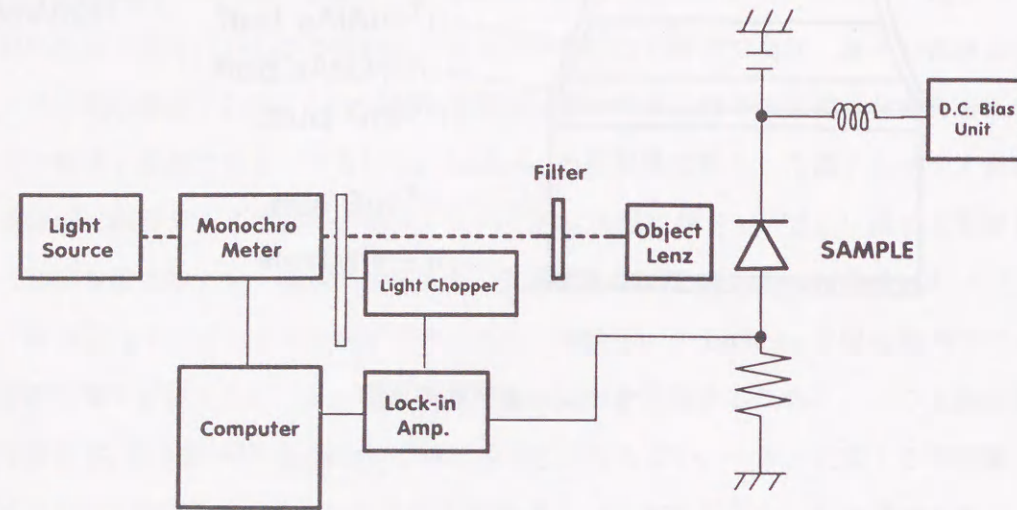 D.C. Bias
Unit
Filter
Light
Source
Monochro
Meter
Object
Lenz
SAMPLE
Light Chopper
Computer
Lock-in
Amp.